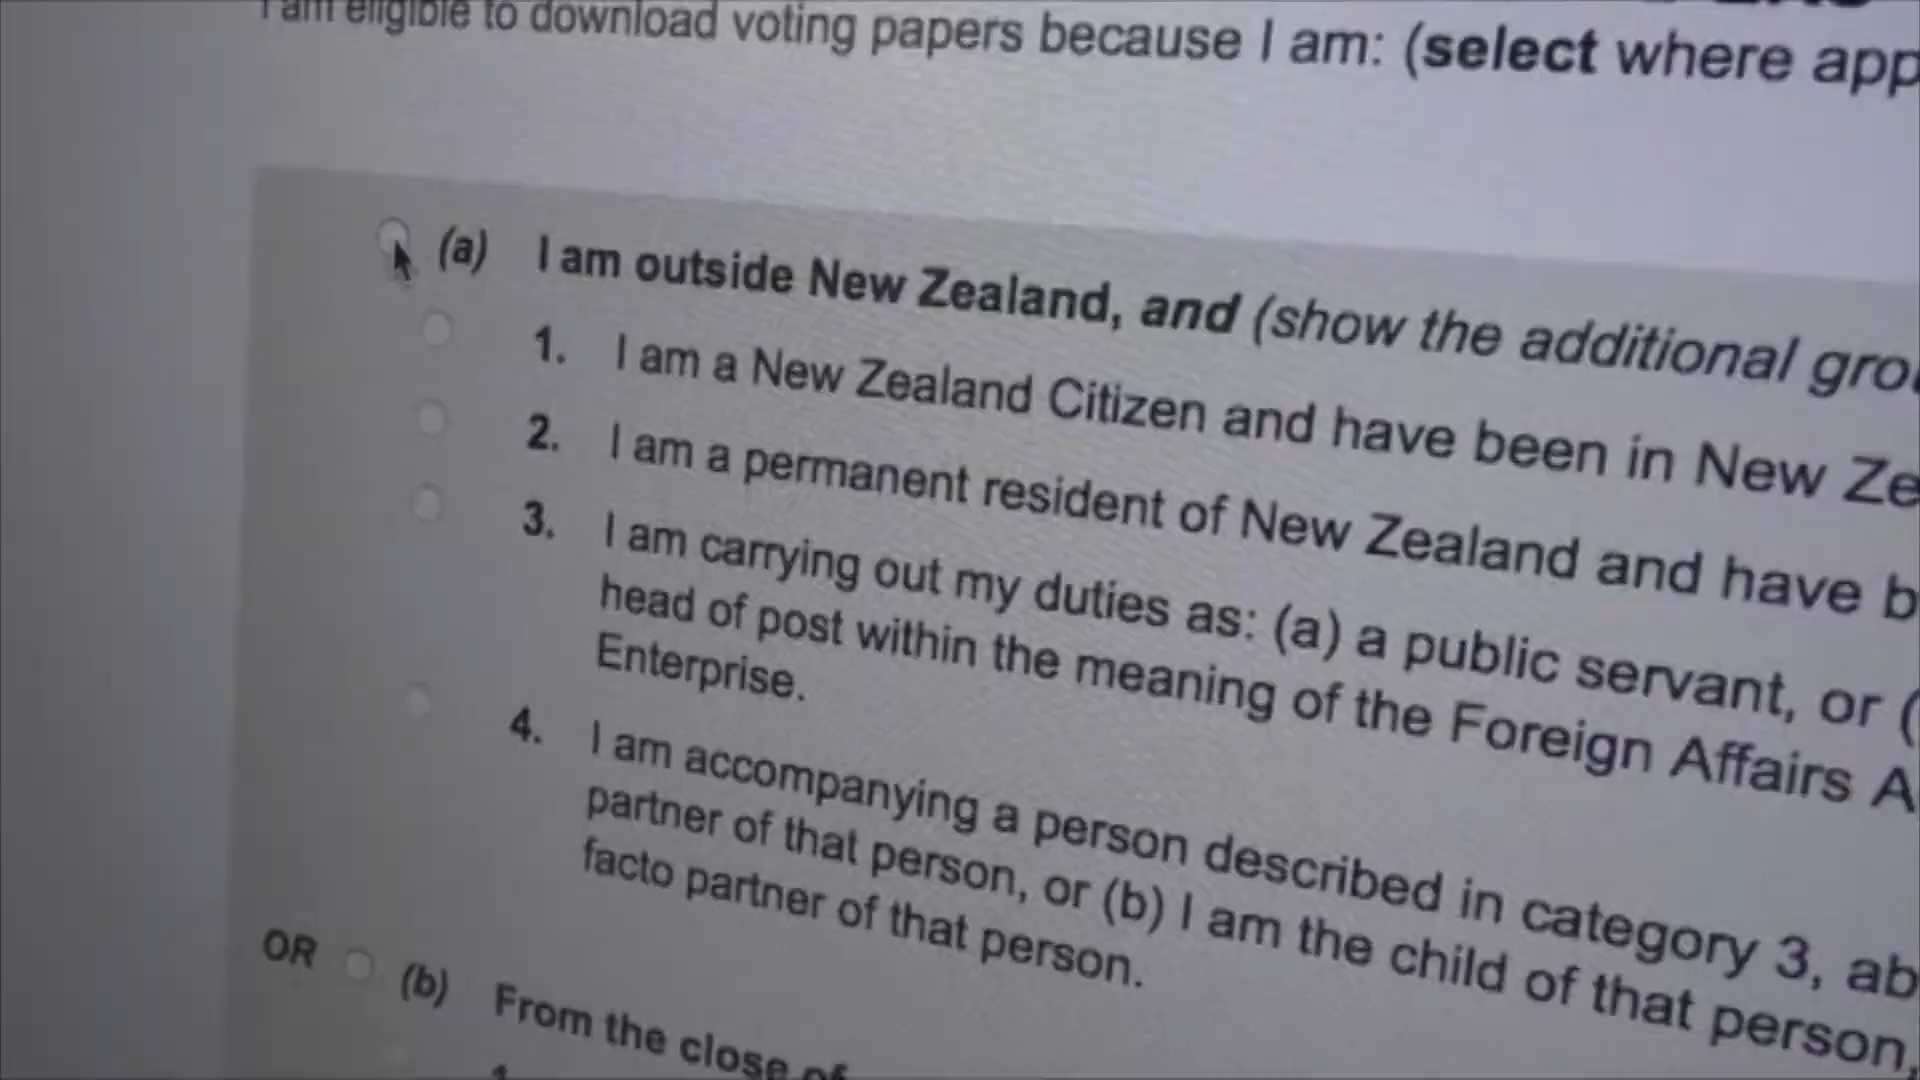 I am eligible to download voting papers because I am: (select where app
(a) I am outside New Zealand, and (show the additional gro
1. I am a New Zealand Citizen and have been in New Ze
2. I am a permanent resident of New Zealand and have b
3. I am carrying out my duties as: (a) a public servant, or (
head of post within the meaning of the Foreign Affairs A
Enterprise.
4. I am accompanying a person described in category 3, ab
partner of that person, or (b) I am the child of that person,
facto partner of that person.
OR (b) From the close of